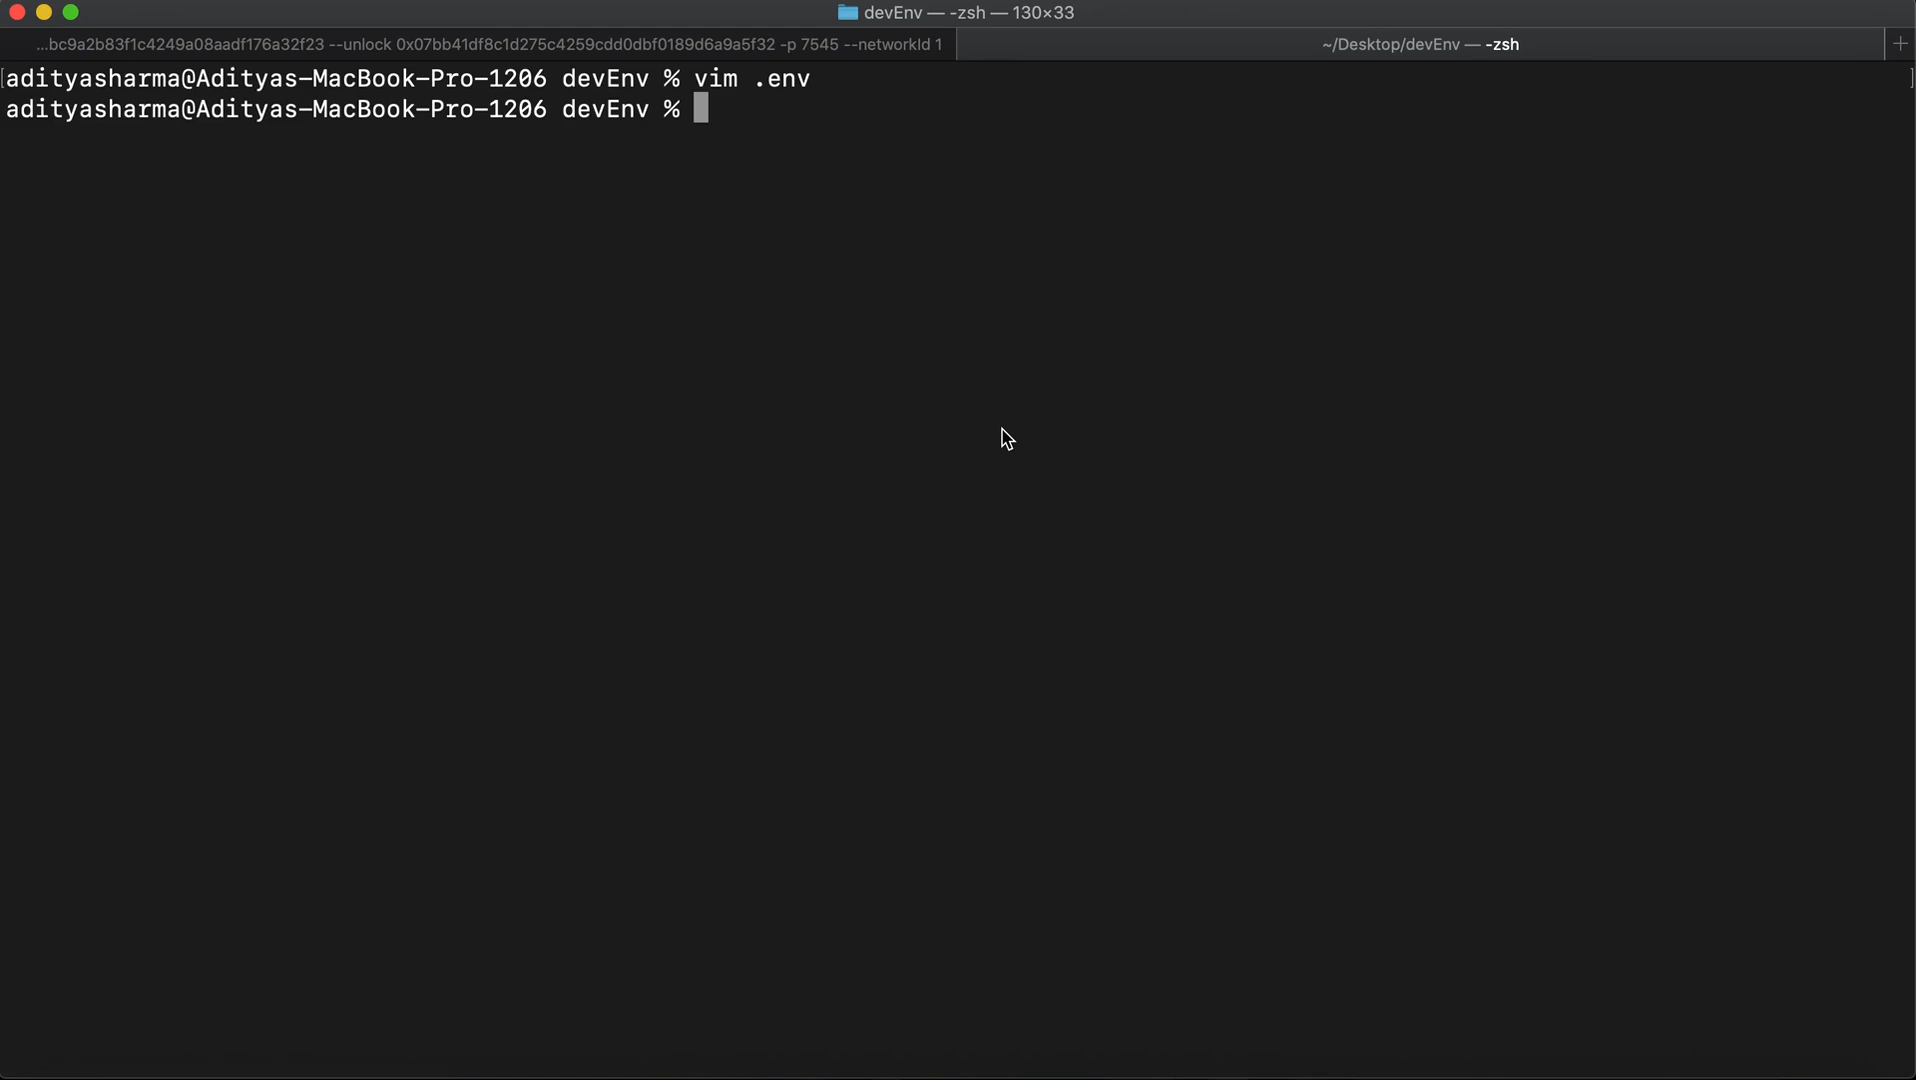 devEnv — -zsh — 130×33
...bc9a2b83f1c4249a08aadf176a32f23 --unlock 0x07bb41df8c1d275c4259cdd0dbf0189d6a9a5f32 -p 7545 --networkId 1
~/Desktop/devEnv — -zsh
adityasharma@Adityas-MacBook-Pro-1206 devEnv % vim .env
adityasharma@Adityas-MacBook-Pro-1206 devEnv %